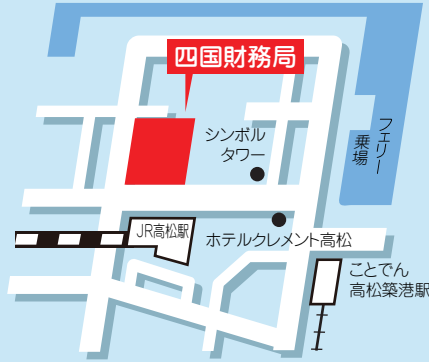 四国財務局
シンボル
タワー
フェリー
乗場
JR高松駅
ホテルクレメント高松
ことでん
高松築港駅